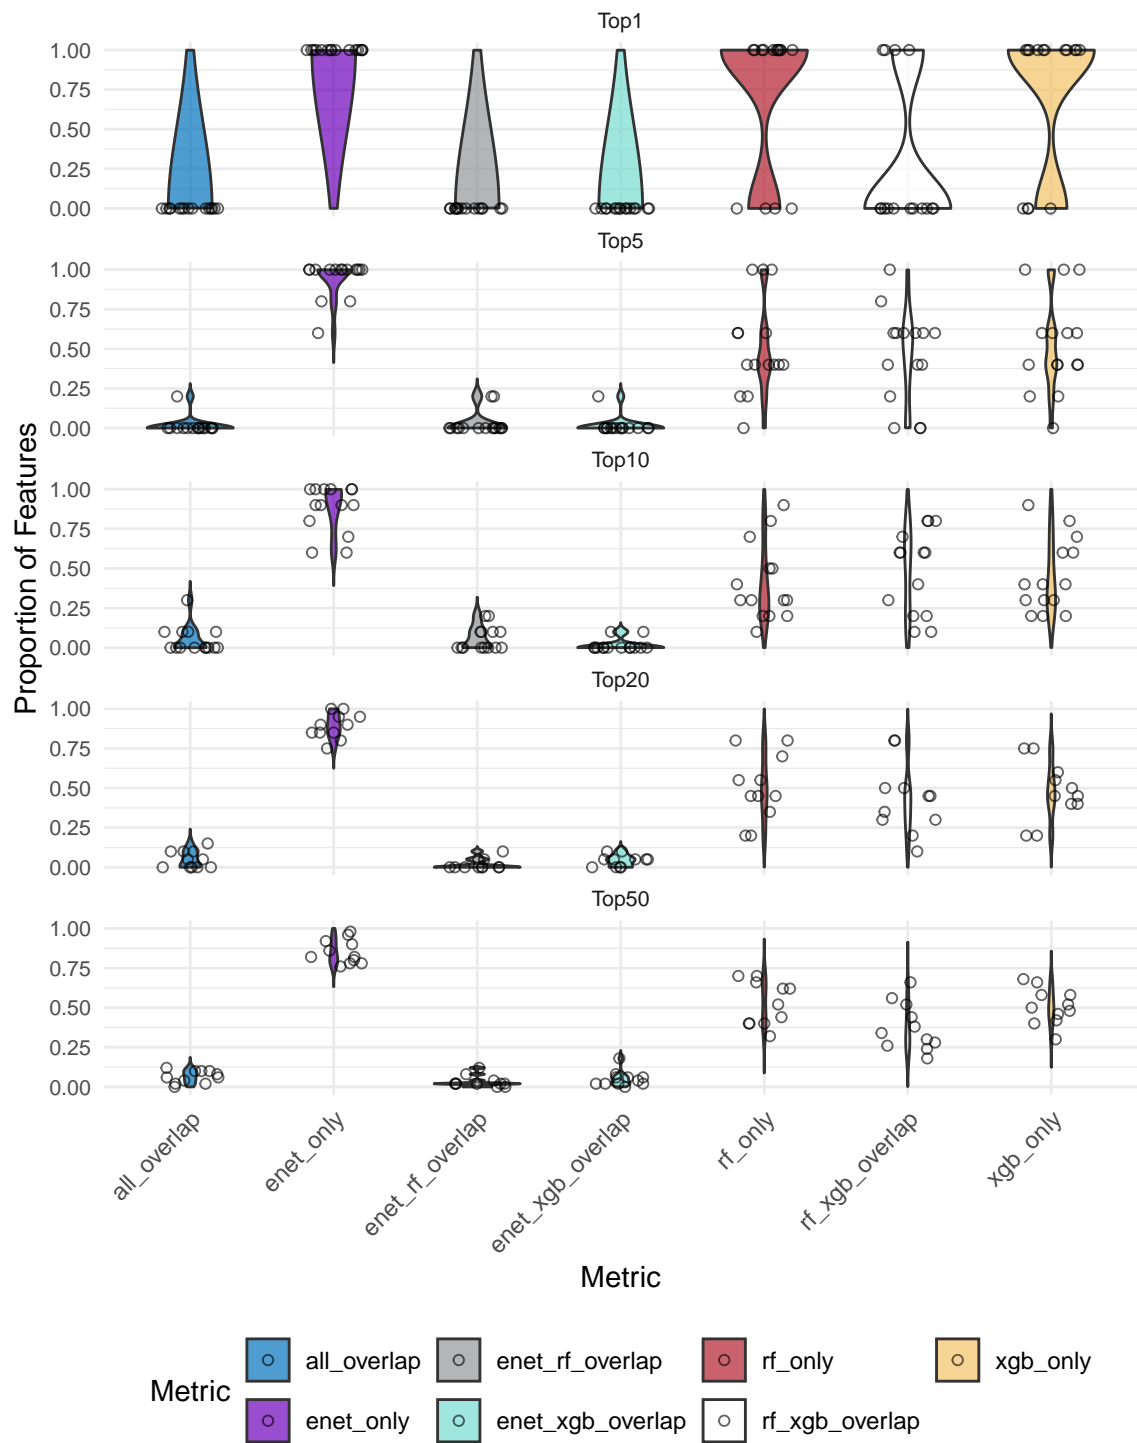 Top1
1.00
0.75
0.50
0.25
0.00
Top5
1.00
0.75
0.50
0.25
0.00
Top10
1.00
0.75
0.50
0.25
0.00
Top20
1.00
0.75
0.50
0.25
0.00
Top50
1.00
0.75
0.50
0.25
0.00
Proportion of Features
all_overlap
enet_only
enet_rf_overlap
enet_xgb_overlap
rf_only
rf_xgb_overlap
xgb_only
Metric
Metric
all_overlap
enet_rf_overlap
rf_only
xgb_only
enet_only
enet_xgb_overlap
rf_xgb_overlap